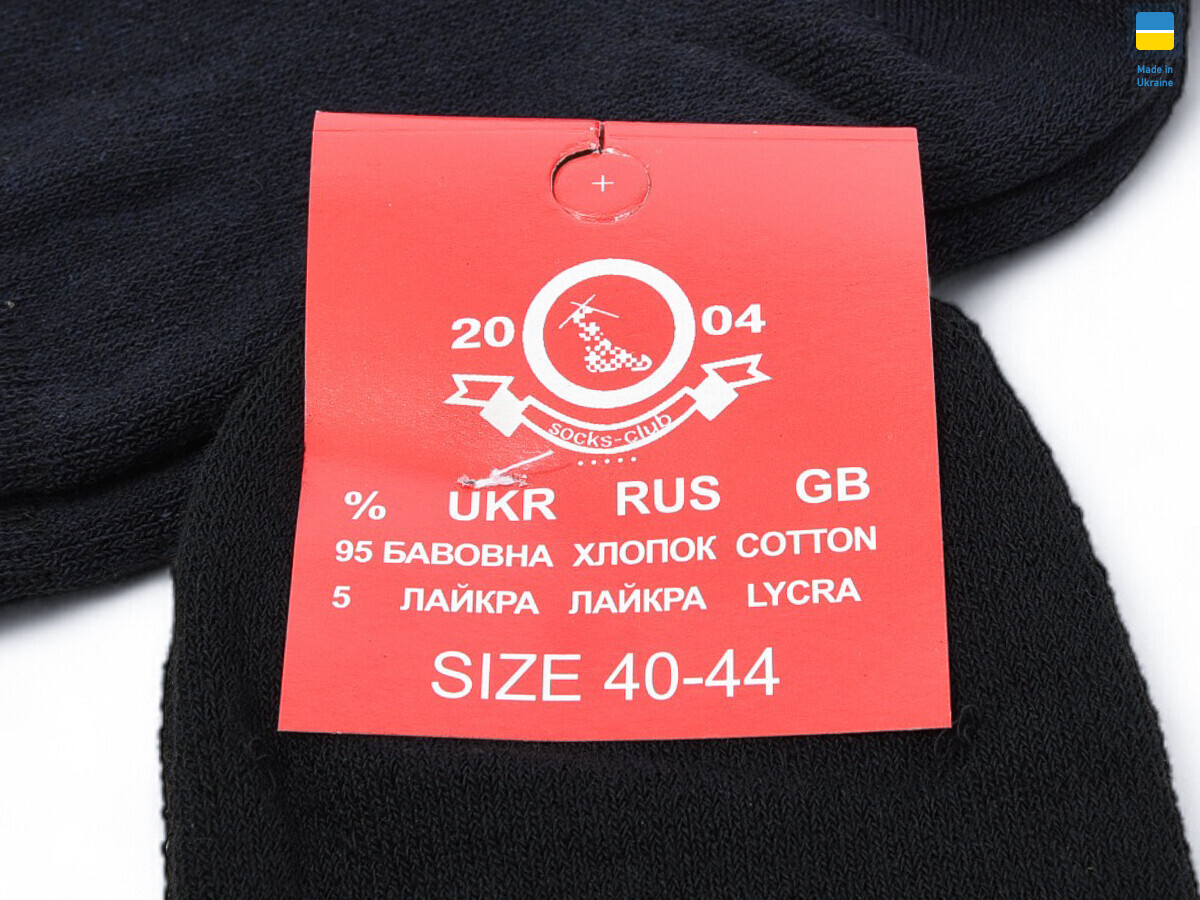 Made in
Ukraine
20 04
socks-club
% UKR RUS GB
95 БАВОВНА ХЛОПОК COTTON
5 ЛАЙКРА ЛАЙКРА LYCRA
SIZE 40-44